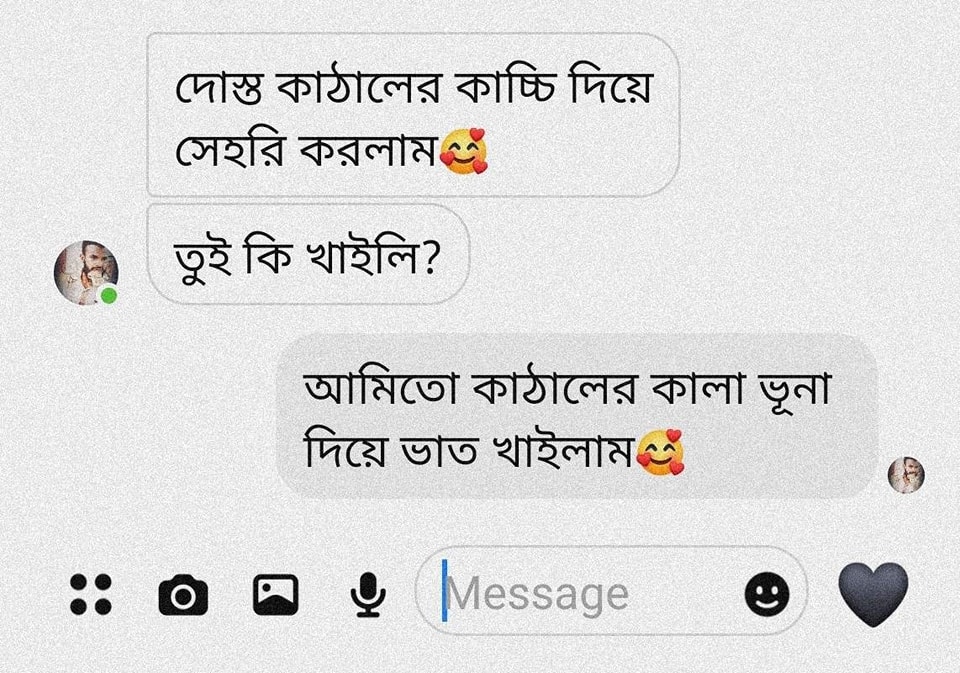 দোস্ত কাঠালের কাচ্চি দিয়ে
সেহরি করলাম🥰
তুই কি খাইলি?
আমিতো কাঠালের কালা ভূনা
দিয়ে ভাত খাইলাম🥰
Message